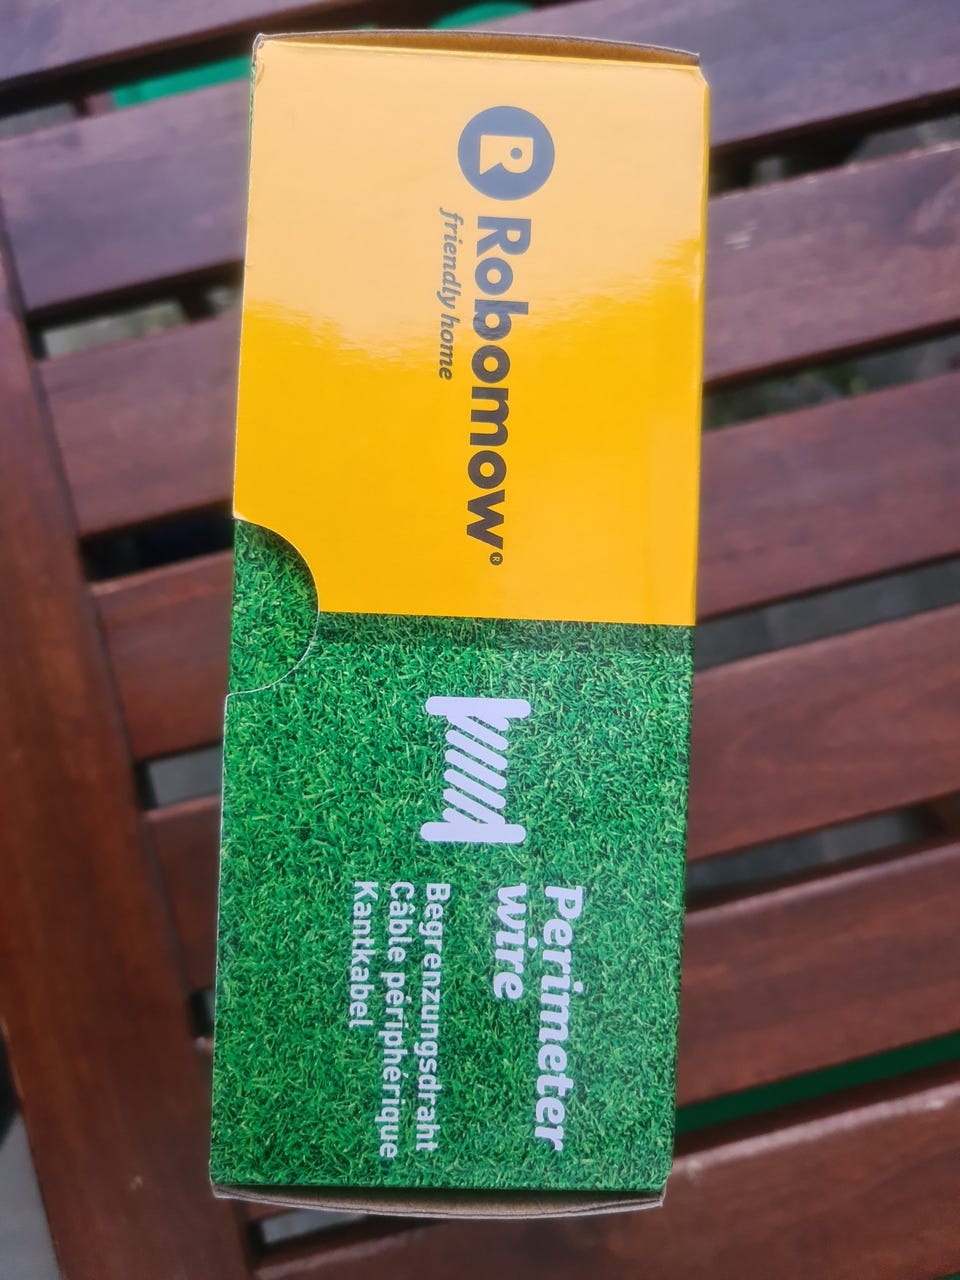 R Robomow®
friendly home
Perimeter
wire
Begrenzungsdraht
Câble périphérique
Kantkabel